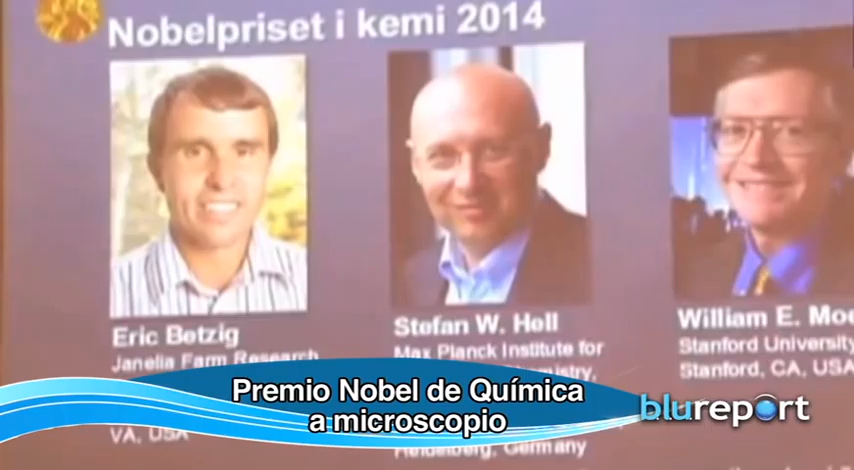 Nobelpriset i kemi 2014
Eric Betzig
Janelia Farm Research
VA, USA
Stefan W. Hell
Max Planck Institute for
Heidelberg, Germany
William E. Moe
Stanford University
Stanford, CA, USA
Premio Nobel de Química
a microscopio
blureport